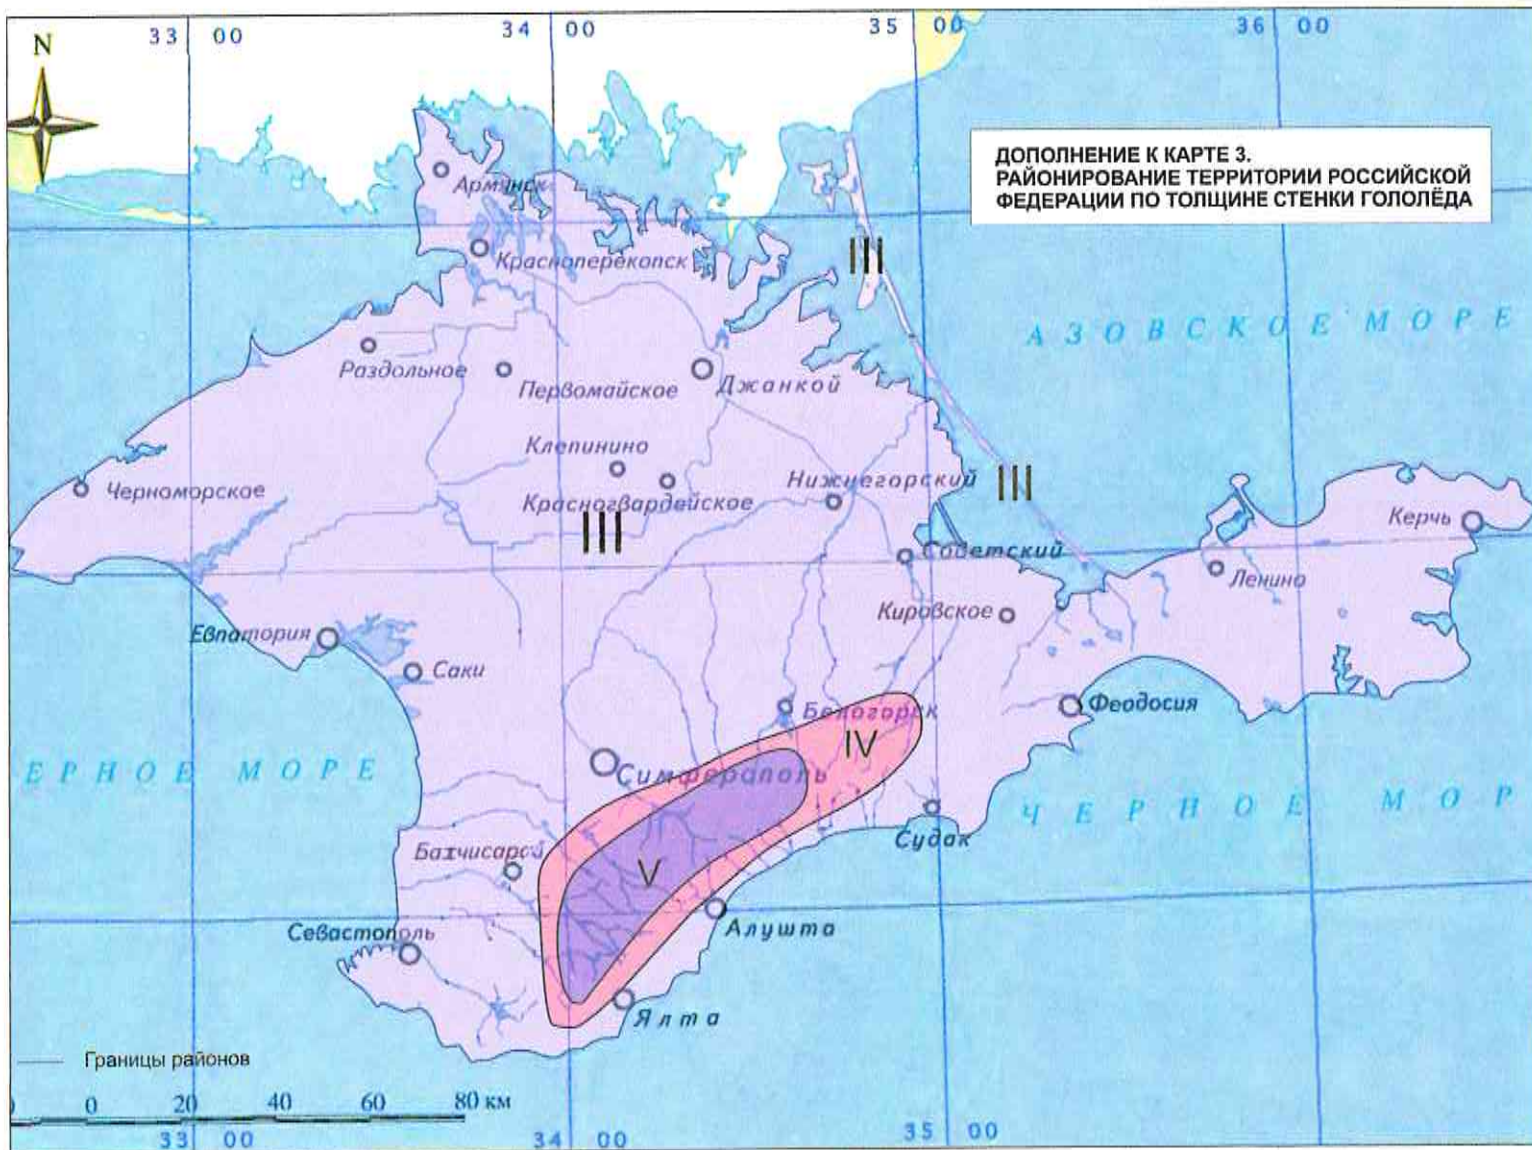 33 00
34 00
35 00
36 00
N
ДОПОЛНЕНИЕ К КАРТЕ 3.
РАЙОНИРОВАНИЕ ТЕРРИТОРИИ РОССИЙСКОЙ
ФЕДЕРАЦИИ ПО ТОЛЩИНЕ СТЕНКИ ГОЛОЛЁДА
Армянск
Красноперекопск
III
АЗОВСКОЕ МОРЕ
Раздольное
Первомайское
Джанкой
Клепинино
Нижнегорский
III
Черноморское
Красногвардейское
Керчь
III
Советский
Ленино
Кировское
Евпатория
Саки
Белогорск
Феодосия
IV
ЕРНОЕ МОРЕ
Симферополь
ЧЕРНОЕ МОР
Судак
Бахчисарай
V
Севастополь
Алушта
Ялта
Границы районов
0 20 40 60 80 км
33 00
34 00
35 00